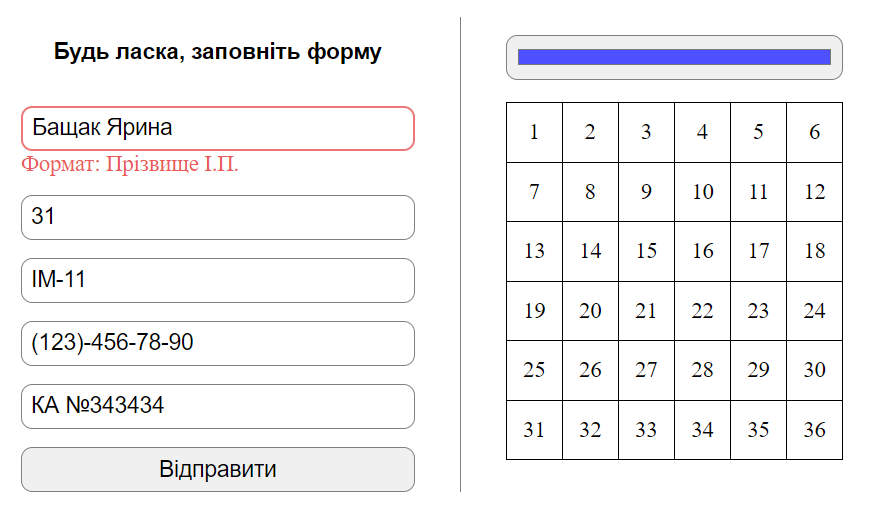 Будь ласка, заповніть форму
Бащак Ярина
Формат: Прізвище І.П.
31
ІМ-11
(123)-456-78-90
КА №343434
Відправити
1 2 3 4 5 6
7 8 9 10 11 12
13 14 15 16 17 18
19 20 21 22 23 24
25 26 27 28 29 30
31 32 33 34 35 36